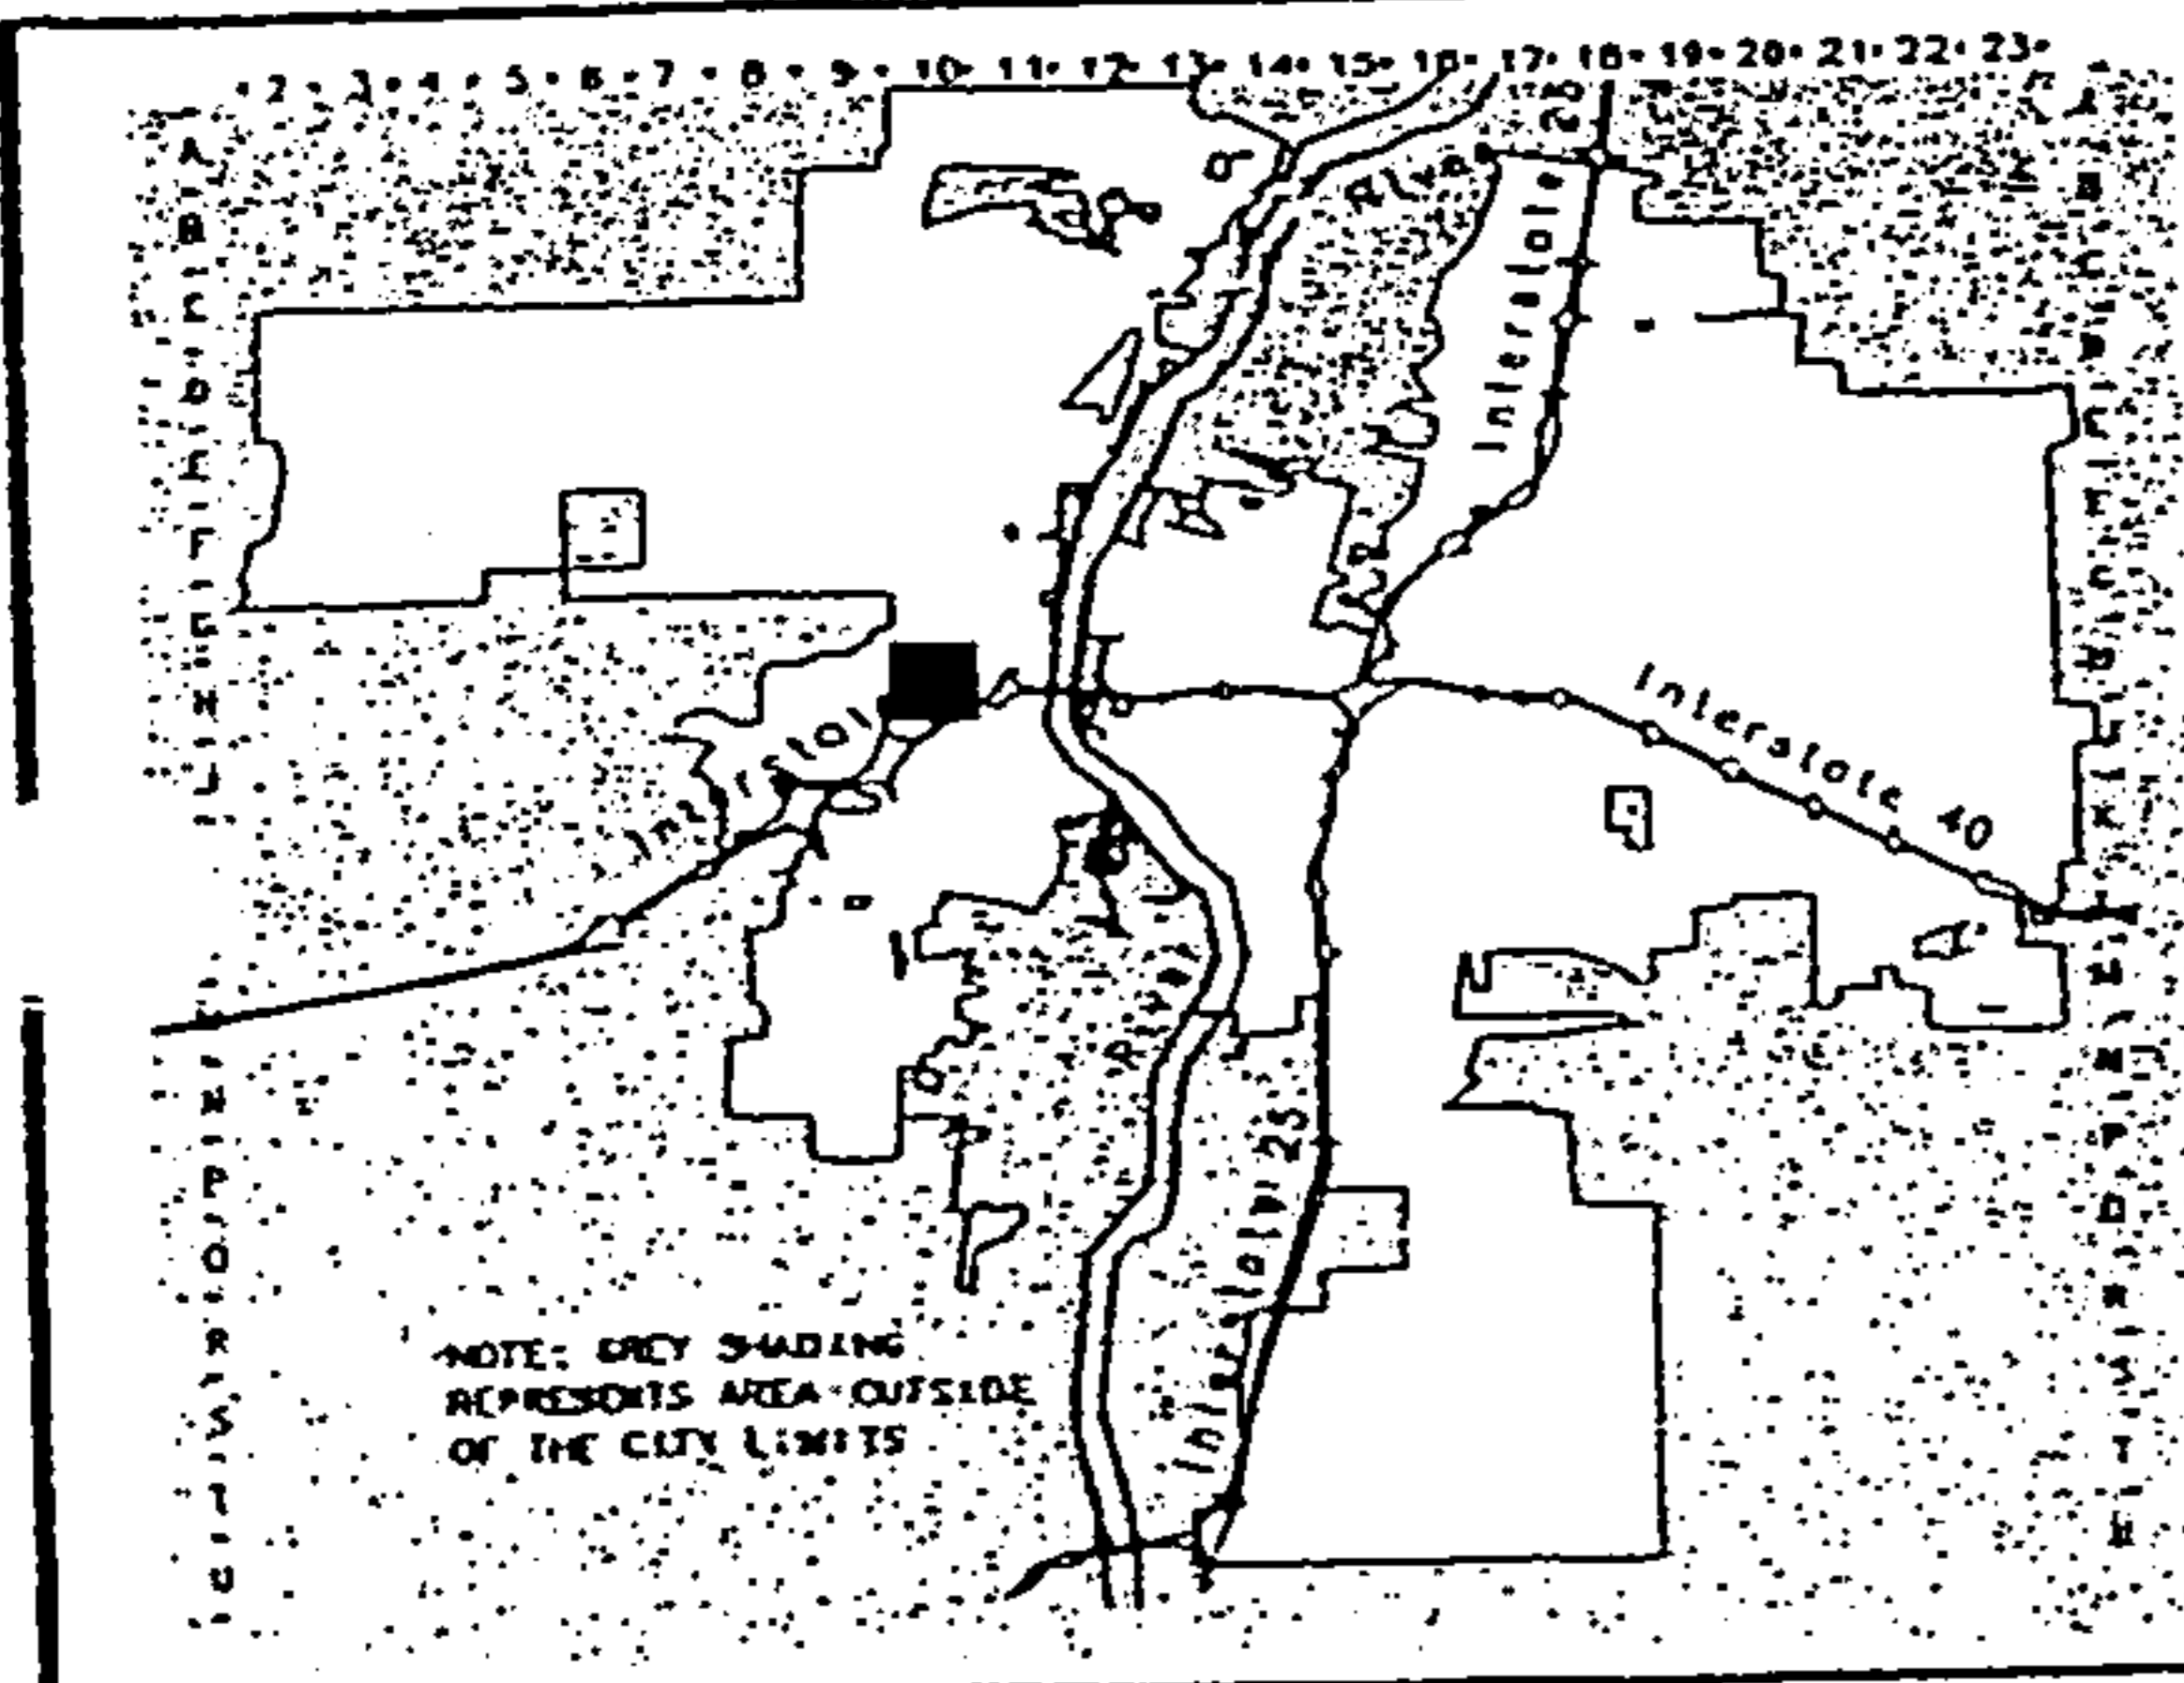 2 3 4 5 6 7 8 9 10 11 12 13 14 15 16 17 18 19 20 21 22 23
A
B
C
D
E
F
G
H
J
N
P
Q
R
S
T
U
A
B
C
D
E
F
G
H
K
L
M
N
P
Q
R
S
T
U
River
Interstate
Interstate 40
River
25
NOTE: GREY SHADING
REPRESENTS AREA OUTSIDE
OF THE CITY LIMITS